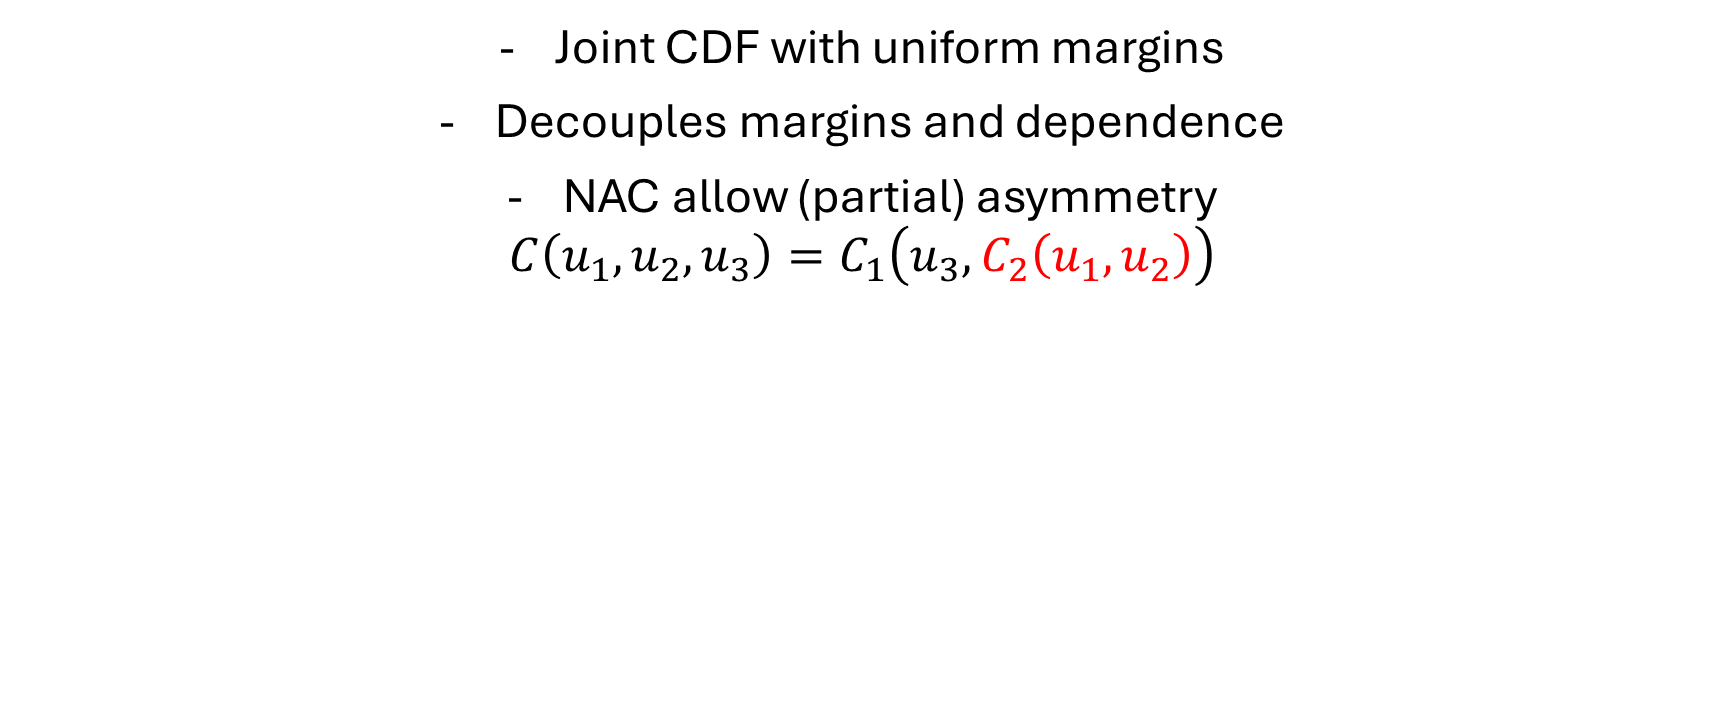 - Joint CDF with uniform margins
- Decouples margins and dependence
- NAC allow (partial) asymmetry
𝐶(𝑢₁, 𝑢₂, 𝑢₃) = 𝐶₁(𝑢₃, 𝐶₂(𝑢₁, 𝑢₂))